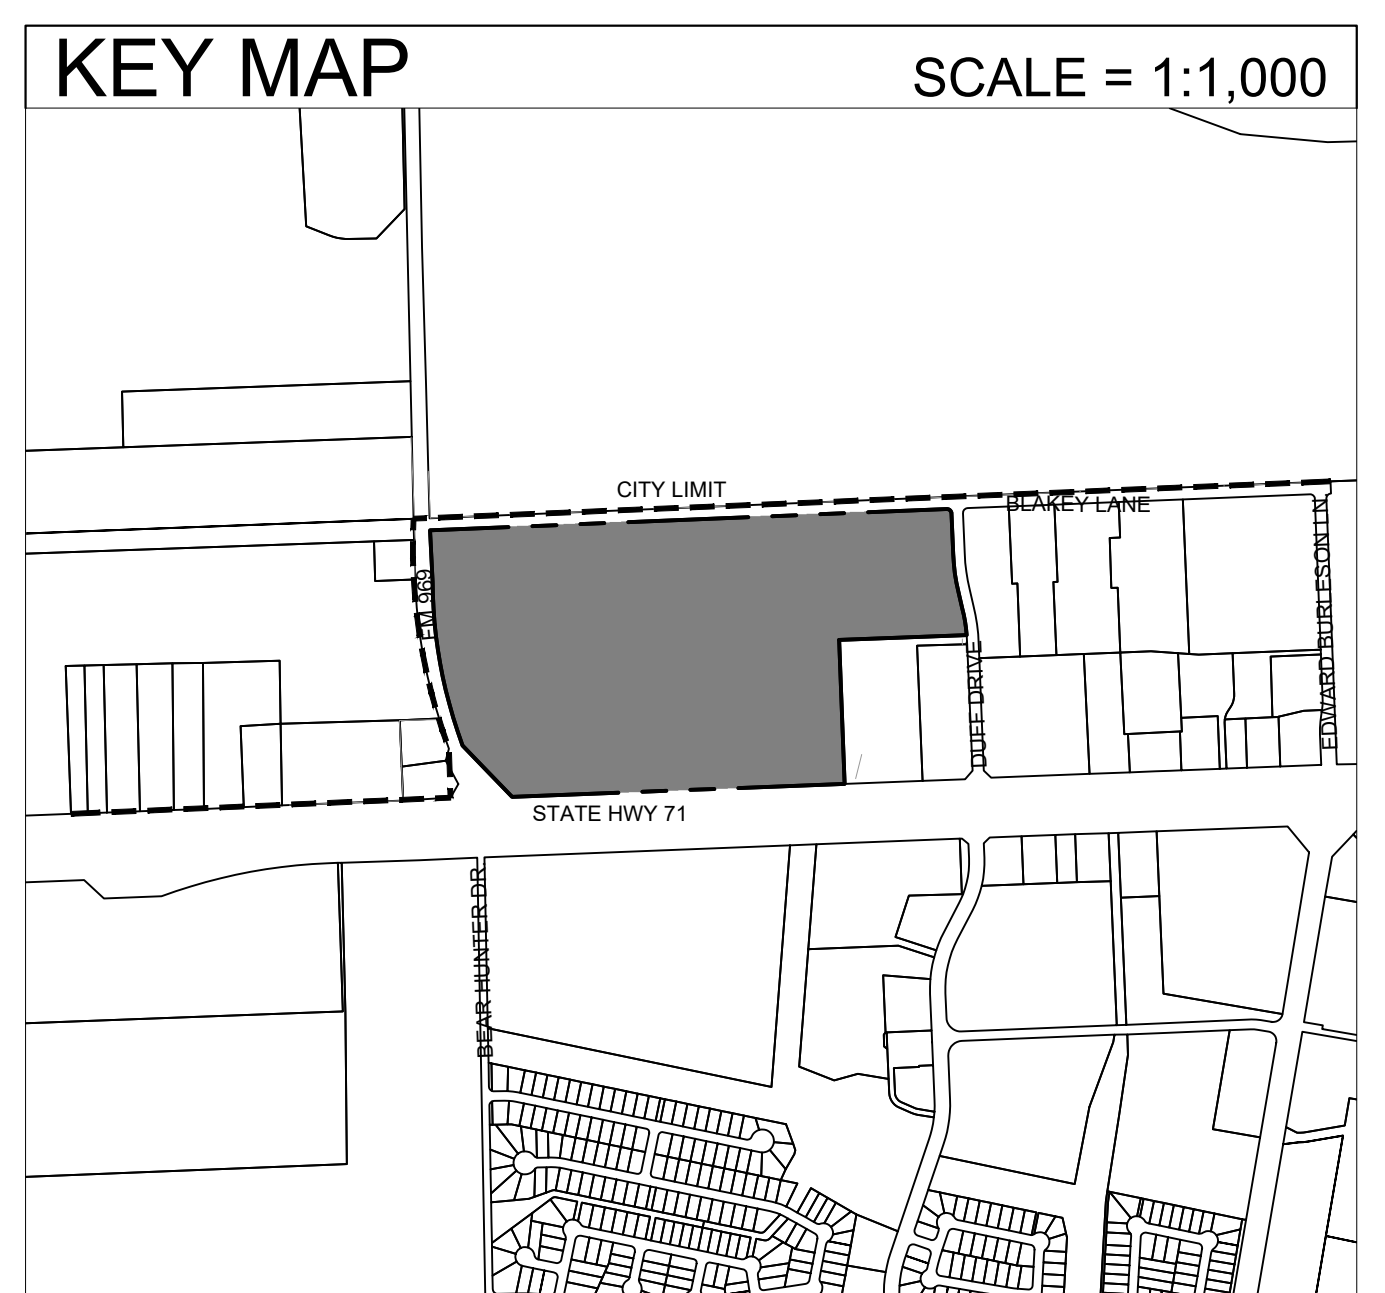 KEY MAP
SCALE = 1:1,000
CITY LIMIT
BLAKEY LANE
EDWARD BURLESON LN
FM 969
DUFF DRIVE
STATE HWY 71
BEAR HUNTER DR.